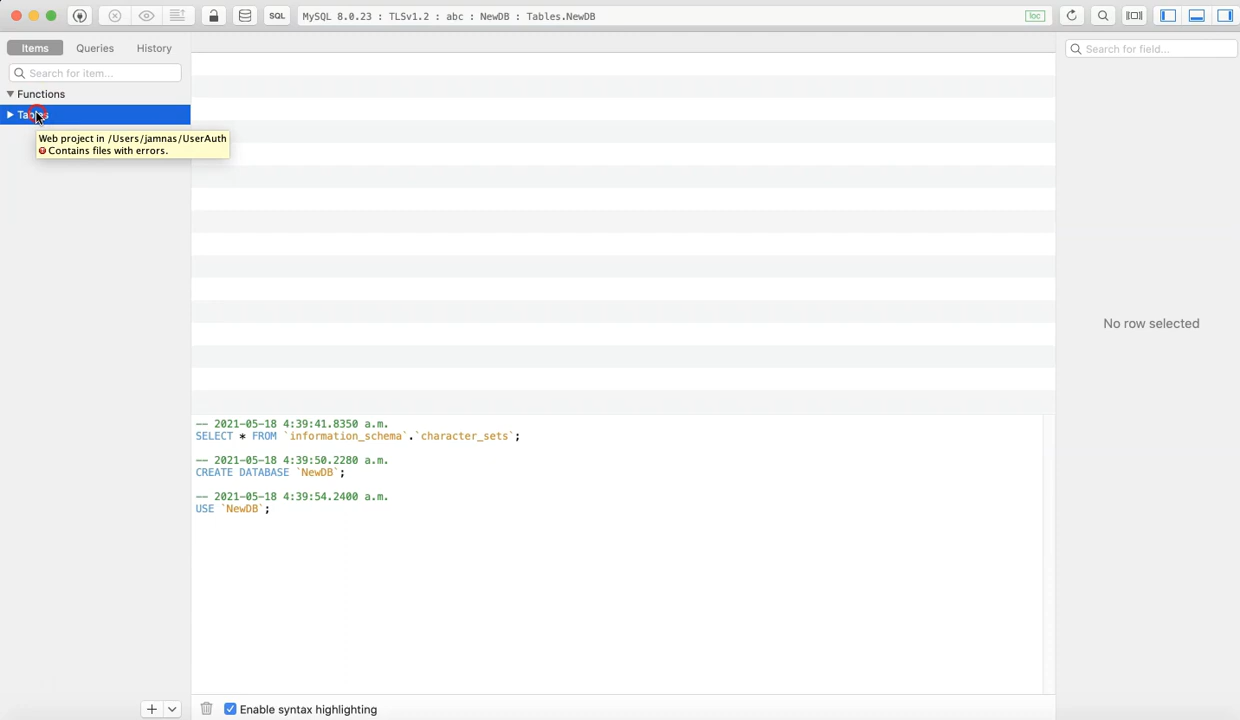 SQL
MySQL 8.0.23 : TLSv1.2 : abc : NewDB : Tables.NewDB
loc
Items Queries History
Search for item...
Search for field...
Functions
Tables
Web project in /Users/jamnas/UserAuth
Contains files with errors.
No row selected
-- 2021-05-18 4:39:41.8350 a.m.
SELECT * FROM `information_schema`.`character_sets`;
-- 2021-05-18 4:39:50.2280 a.m.
CREATE DATABASE `NewDB`;
-- 2021-05-18 4:39:54.2400 a.m.
USE `NewDB`;
Enable syntax highlighting